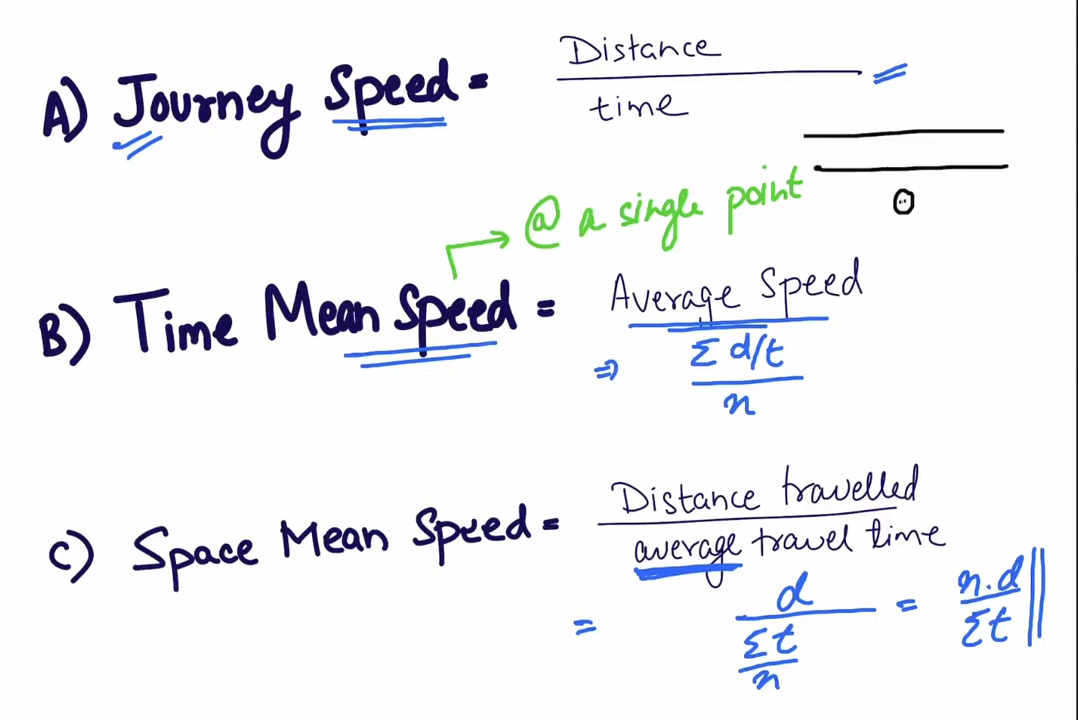 A) Journey Speed = Distance / time =
@ a single point
B) Time Mean Speed = Average Speed
⇒ Σ d/t / n
C) Space Mean Speed = Distance travelled / average travel time
= d / (Σt / n) = n.d / Σt